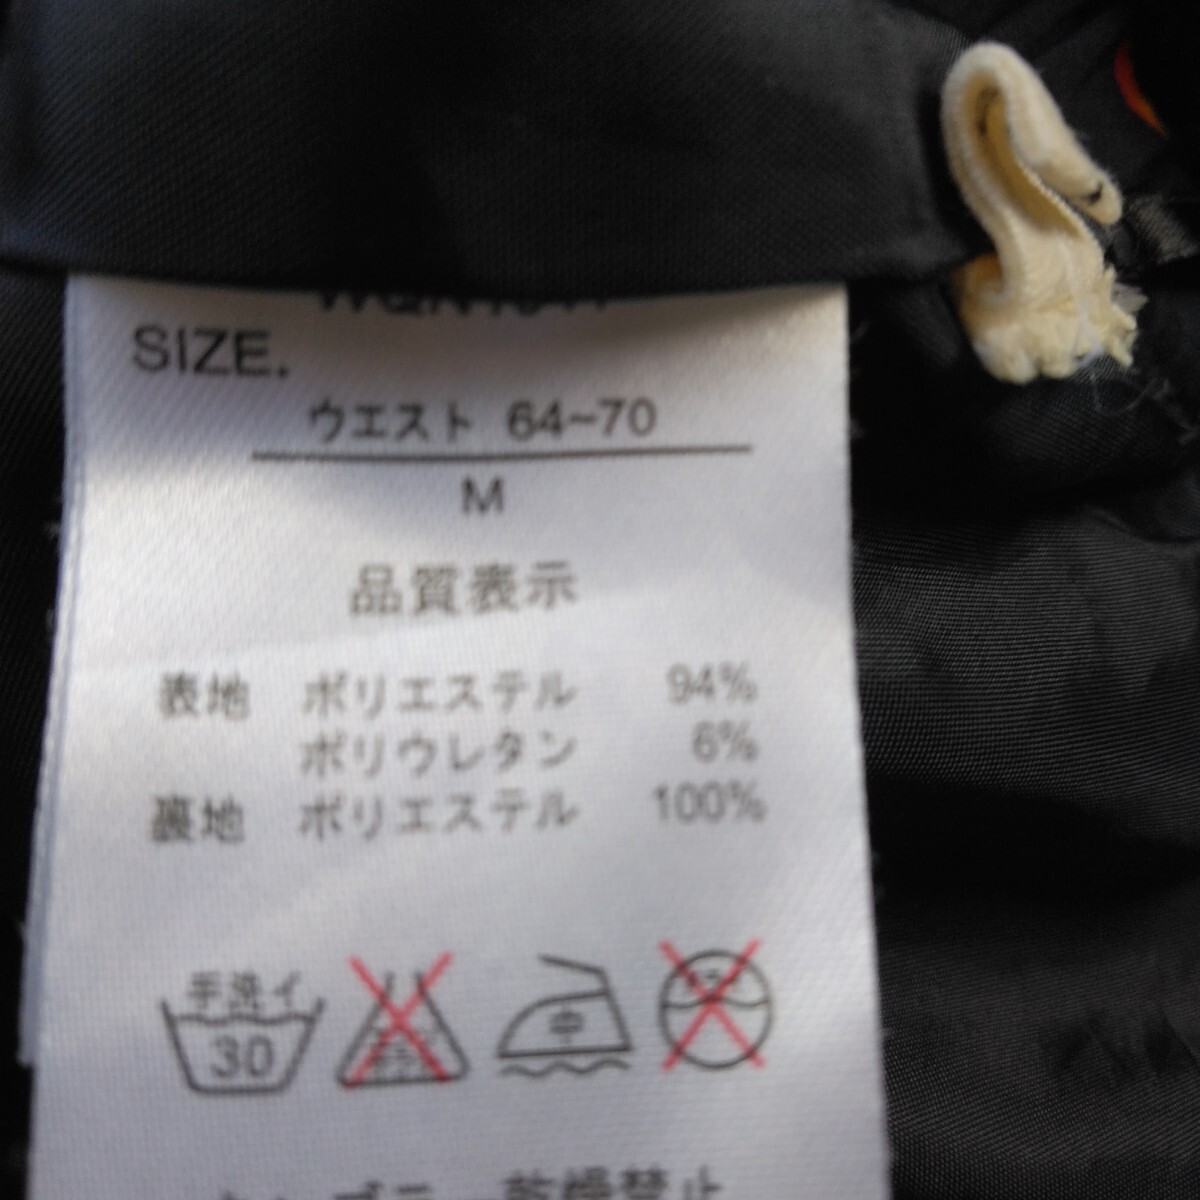 SIZE.
ウエスト 64~70
M
品質表示
表地 ポリエステル 94%
ポリウレタン 6%
裏地 ポリエステル 100%
手洗イ
30
中